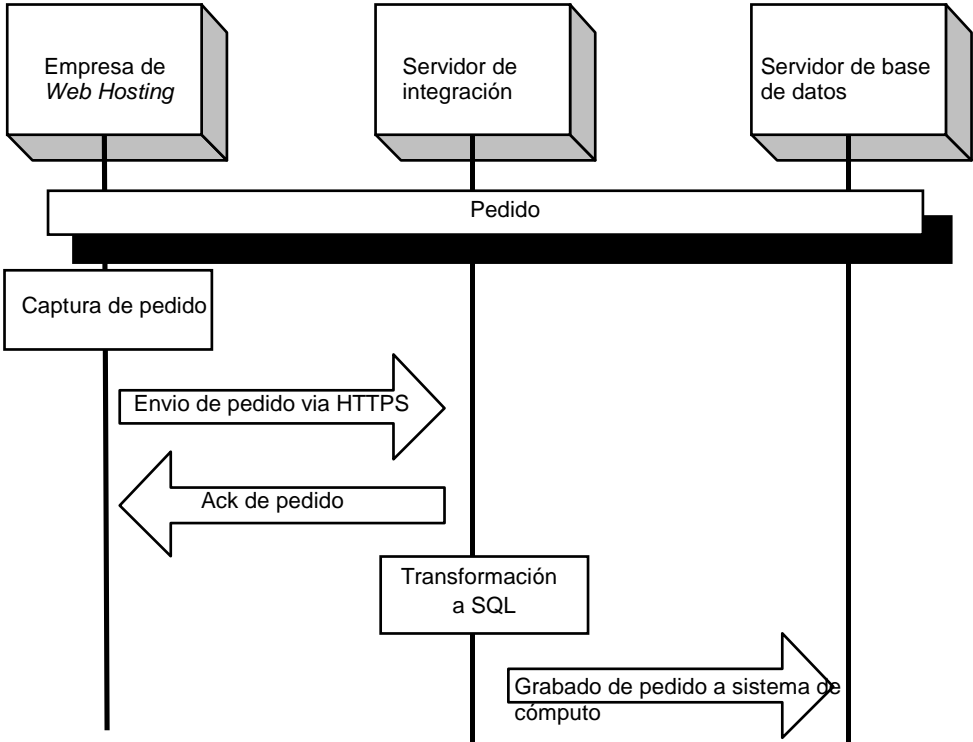 Empresa de
Web Hosting
Servidor de
integración
Servidor de base
de datos
Pedido
Captura de pedido
Envio de pedido via HTTPS
Ack de pedido
Transformación
a SQL
Grabado de pedido a sistema de
cómputo